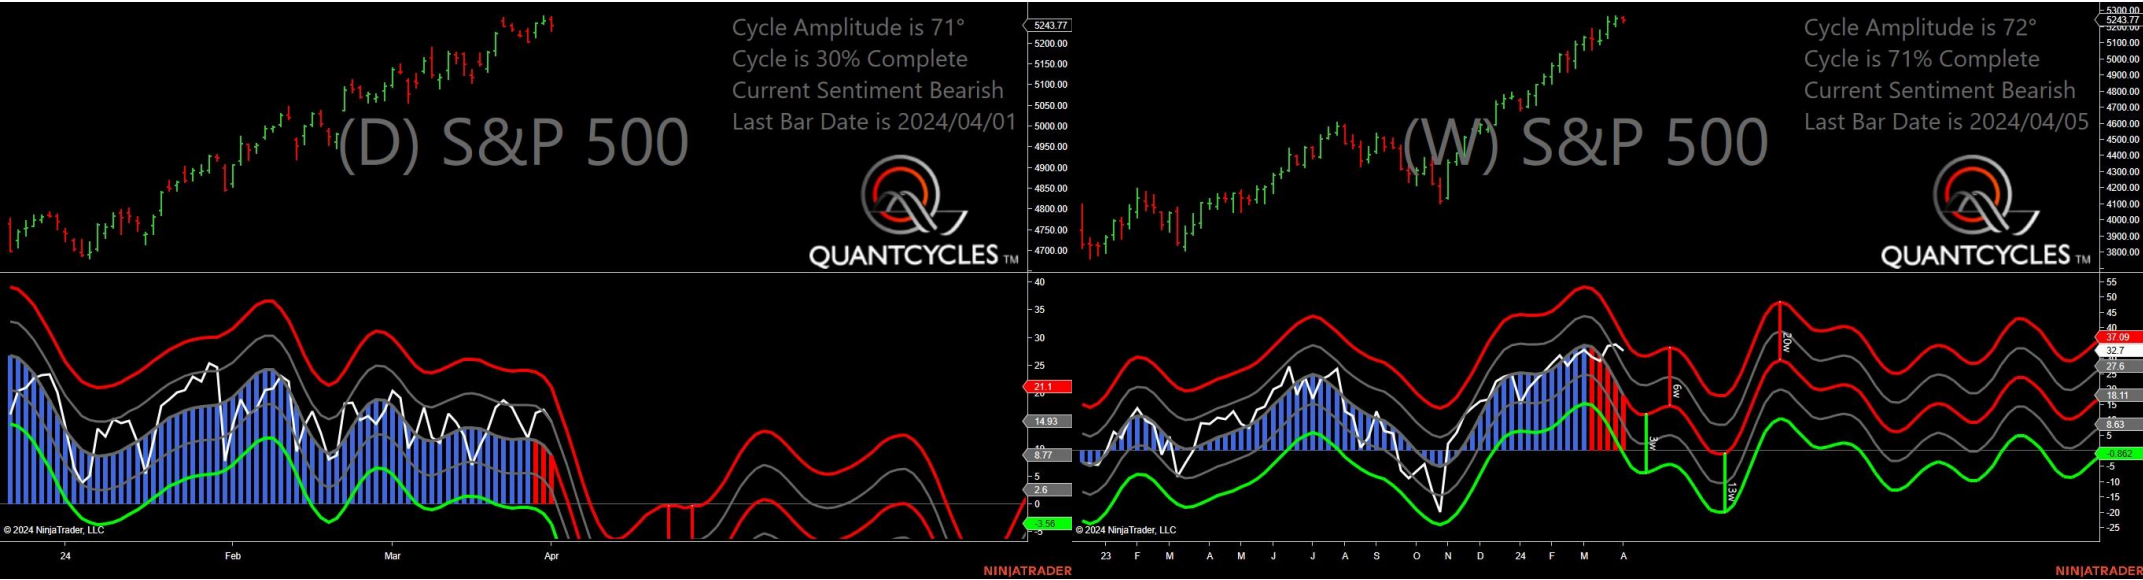 Cycle Amplitude is 71°
Cycle is 30% Complete
Current Sentiment Bearish
Last Bar Date is 2024/04/01
(D) S&P 500
QUANTCYCLES TM
5243.77
5200.00
5150.00
5100.00
5050.00
5000.00
4950.00
4900.00
4850.00
4800.00
4750.00
4700.00
40
35
30
25
21.1
20
14.93
10
8.77
5
2.6
0
-3.56
-5
© 2024 NinjaTrader, LLC
24 Feb Mar Apr
NINJATRADER
Cycle Amplitude is 72°
Cycle is 71% Complete
Current Sentiment Bearish
Last Bar Date is 2024/04/05
(W) S&P 500
QUANTCYCLES TM
5300.00
5243.77
5200.00
5100.00
5000.00
4900.00
4800.00
4700.00
4600.00
4500.00
4400.00
4300.00
4200.00
4100.00
4000.00
3900.00
3800.00
3w
6w
13w
20w
55
50
45
40
37.09
32.7
27.6
25
18.11
15
8.63
5
-0.862
-5
-10
-15
-20
-25
© 2024 NinjaTrader, LLC
23 F M A M J J A S O N D 24 F M A
NINJATRADER